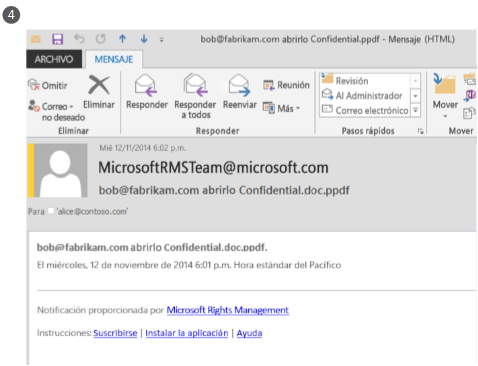 4
bob@fabrikam.com abrirlo Confidential.ppdf - Mensaje (HTML)
ARCHIVO MENSAJE
Omitir
Correo no deseado
Eliminar
Responder
Responder a todos
Reenviar
Reunión
Más
Revisión
Al Administrador
Correo electrónico
Mover
Eliminar Responder Pasos rápidos Mover
Mié 12/11/2014 6:02 p.m.
MicrosoftRMSTeam@microsoft.com
bob@fabrikam.com abrirlo Confidential.doc.ppdf
Para 'alice@contoso.com'
bob@fabrikam.com abrirlo Confidential.doc.ppdf.
El miércoles, 12 de noviembre de 2014 6:01 p.m. Hora estándar del Pacífico
Notificación proporcionada por Microsoft Rights Management
Instrucciones: Suscribirse | Instalar la aplicación | Ayuda